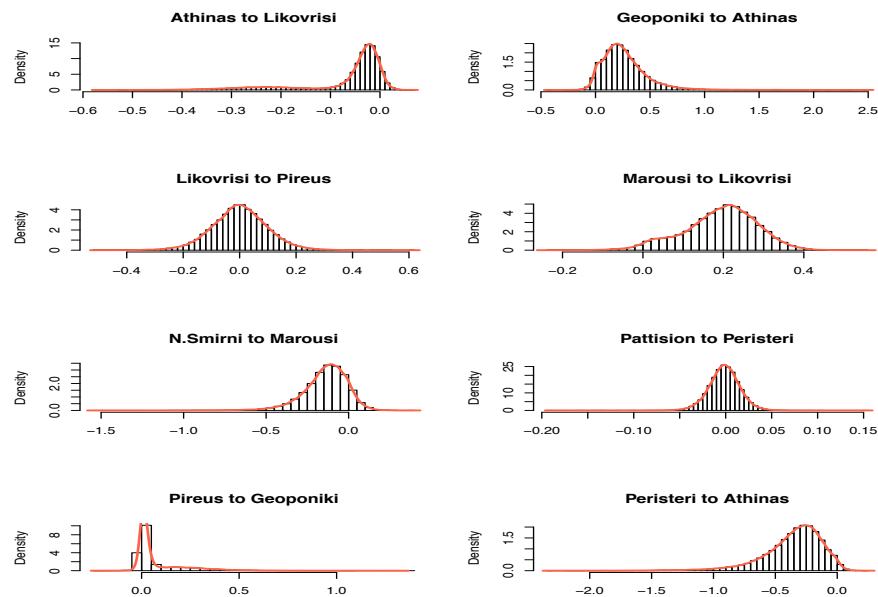 Athinas to Likovrisi
Density
0 5 15
−0.6 −0.5 −0.4 −0.3 −0.2 −0.1 0.0
Geoponiki to Athinas
Density
0.0 1.5
−0.5 0.0 0.5 1.0 1.5 2.0 2.5
Likovrisi to Pireus
Density
0 2 4
−0.4 −0.2 0.0 0.2 0.4 0.6
Marousi to Likovrisi
Density
0 2 4
−0.2 0.0 0.2 0.4
N.Smirni to Marousi
Density
0.0 2.0
−1.5 −1.0 −0.5 0.0
Pattision to Peristeri
Density
0 10 25
−0.20 −0.10 0.00 0.05 0.10 0.15
Pireus to Geoponiki
Density
0 4 8
0.0 0.5 1.0
Peristeri to Athinas
Density
0.0 1.5
−2.0 −1.5 −1.0 −0.5 0.0